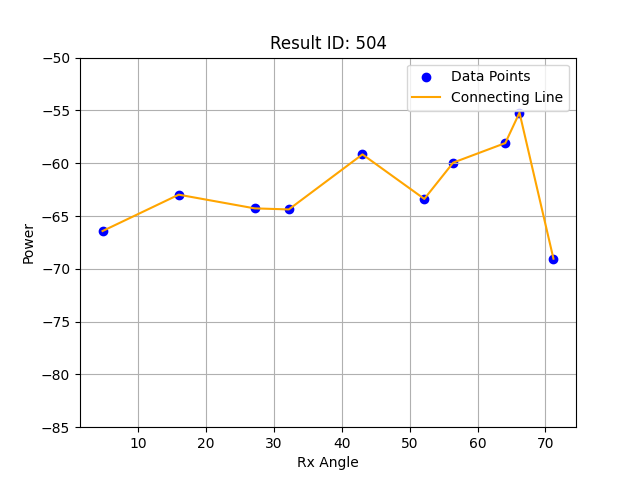 Result ID: 504
Data Points
Connecting Line
Power
−50
−55
−60
−65
−70
−75
−80
−85
10 20 30 40 50 60 70
Rx Angle